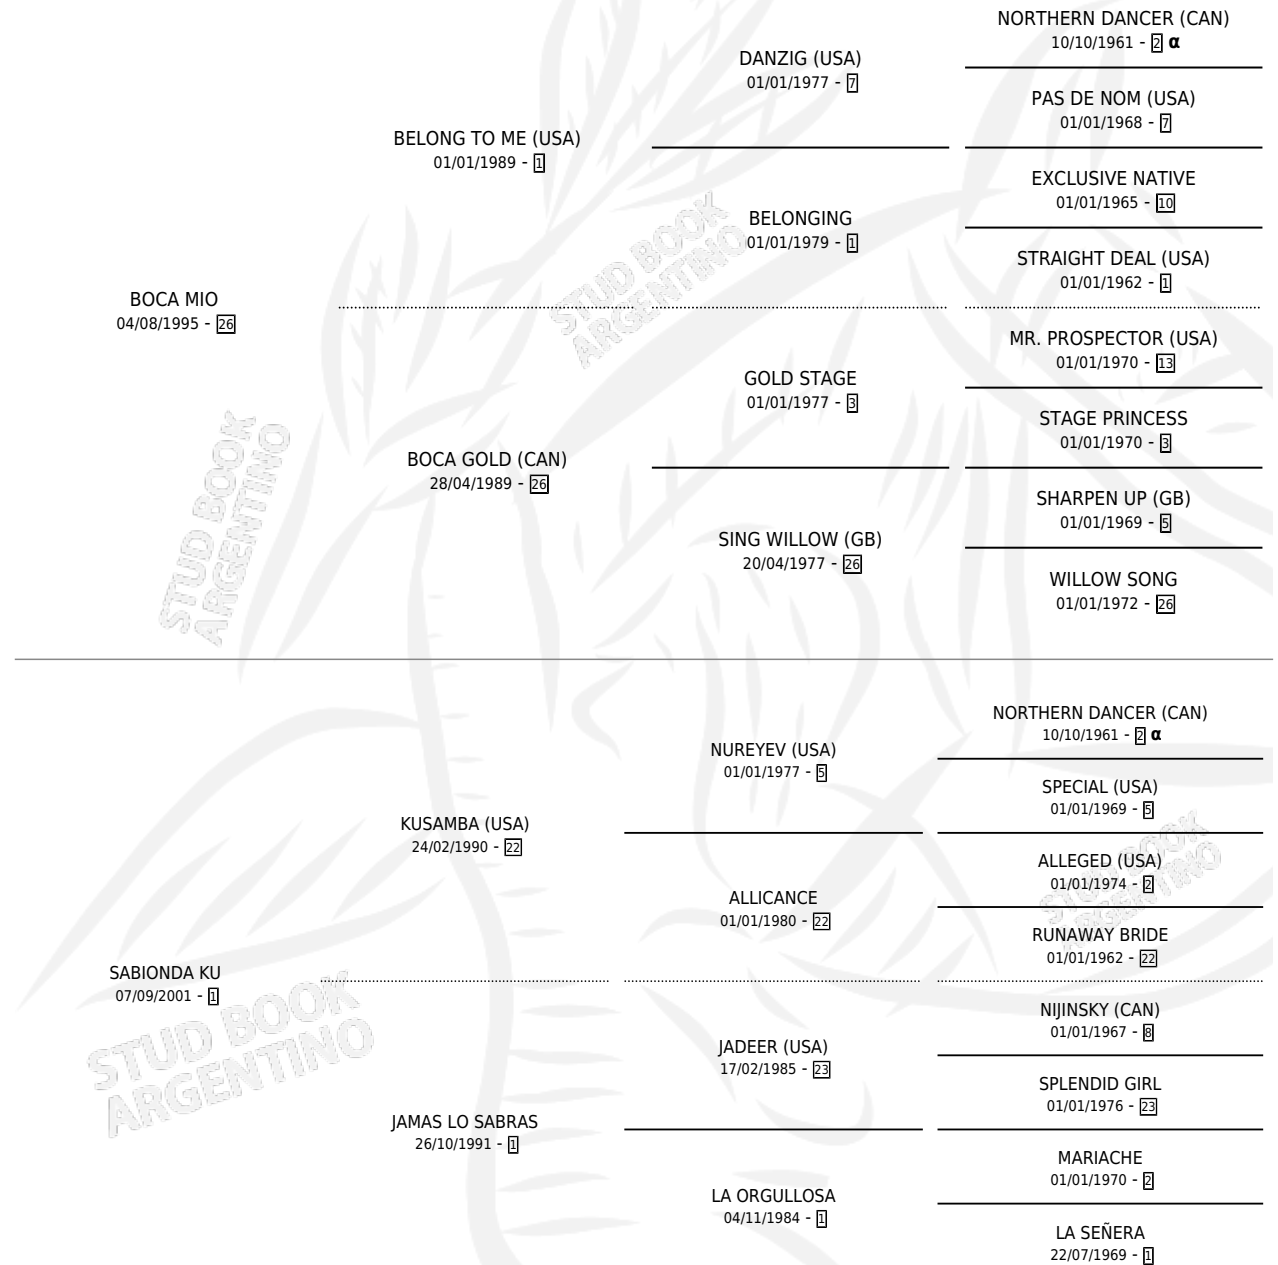 NORTHERN DANCER (CAN)
10/10/1961 - 2 α
DANZIG (USA)
01/01/1977 - 7
PAS DE NOM (USA)
01/01/1968 - 7
BELONG TO ME (USA)
01/01/1989 - 1
EXCLUSIVE NATIVE
01/01/1965 - 10
BELONGING
01/01/1979 - 1
STRAIGHT DEAL (USA)
01/01/1962 - 1
BOCA MIO
04/08/1995 - 26
MR. PROSPECTOR (USA)
01/01/1970 - 13
GOLD STAGE
01/01/1977 - 3
STAGE PRINCESS
01/01/1970 - 3
BOCA GOLD (CAN)
28/04/1989 - 26
SHARPEN UP (GB)
01/01/1969 - 5
SING WILLOW (GB)
20/04/1977 - 26
WILLOW SONG
01/01/1972 - 26
STUD BOOK
ARGENTINO
STUD BOOK
ARGENTINO
NORTHERN DANCER (CAN)
10/10/1961 - 2 α
NUREYEV (USA)
01/01/1977 - 5
SPECIAL (USA)
01/01/1969 - 5
KUSAMBA (USA)
24/02/1990 - 22
ALLEGED (USA)
01/01/1974 - 2
ALLICANCE
01/01/1980 - 22
RUNAWAY BRIDE
01/01/1962 - 22
SABIONDA KU
07/09/2001 - 1
NIJINSKY (CAN)
01/01/1967 - 8
JADEER (USA)
17/02/1985 - 23
SPLENDID GIRL
01/01/1976 - 23
JAMAS LO SABRAS
26/10/1991 - 1
MARIACHE
01/01/1970 - 2
LA ORGULLOSA
04/11/1984 - 1
LA SEÑERA
22/07/1969 - 1
STUD BOOK
ARGENTINO
STUD BOOK
ARGENTINO